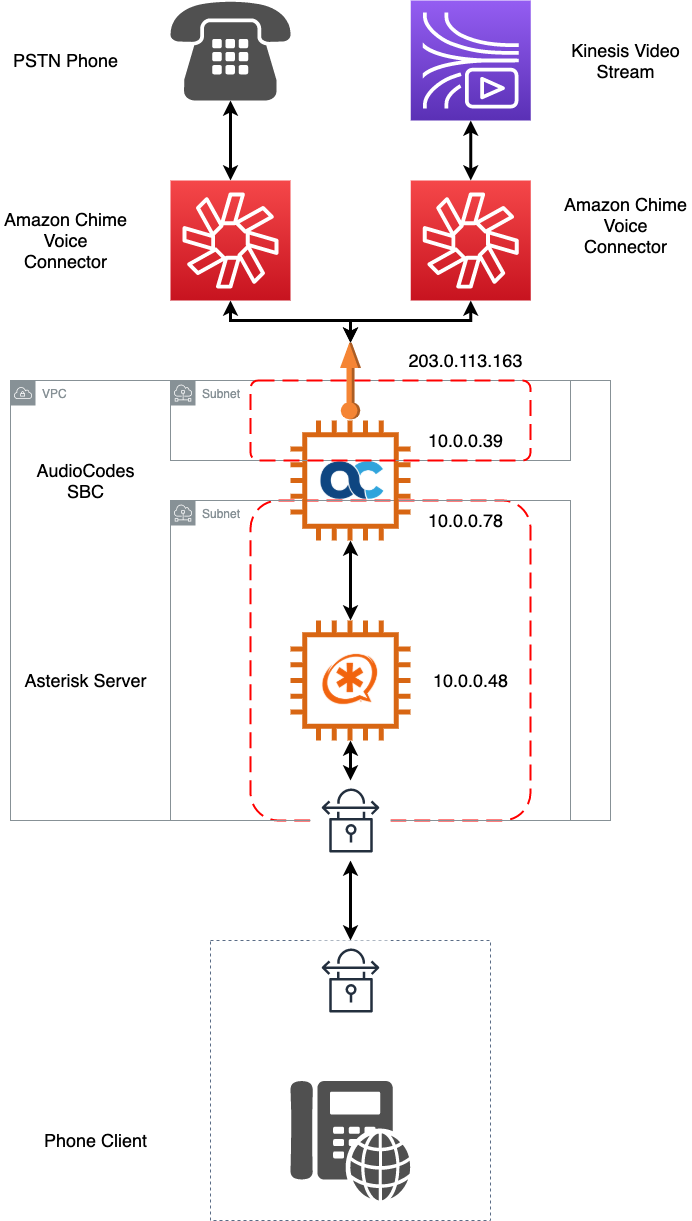 PSTN Phone
Kinesis Video
Stream
Amazon Chime
Voice
Connector
Amazon Chime
Voice
Connector
203.0.113.163
VPC
Subnet
10.0.0.39
AudioCodes
SBC
Subnet
10.0.0.78
Asterisk Server
10.0.0.48
Phone Client